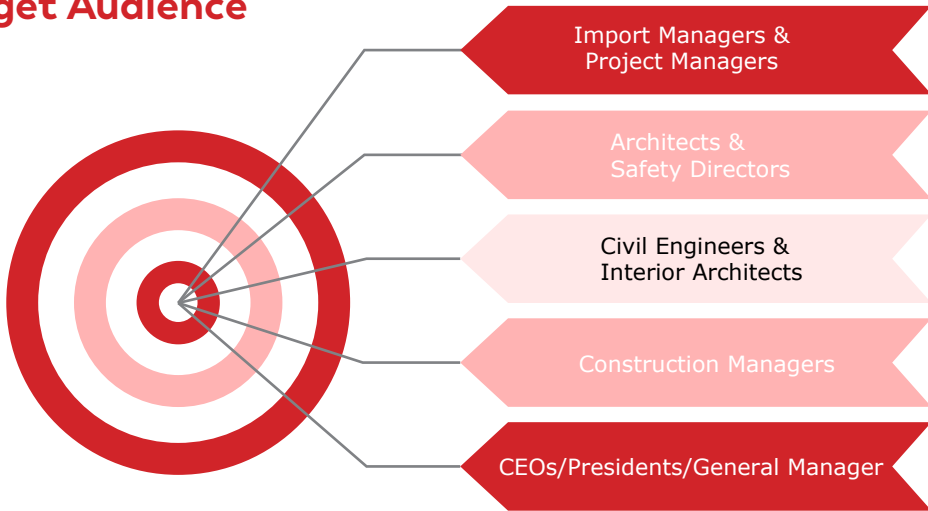 get Audience
Import Managers &
Project Managers
Architects &
Safety Directors
Civil Engineers &
Interior Architects
Construction Managers
CEOs/Presidents/General Manager